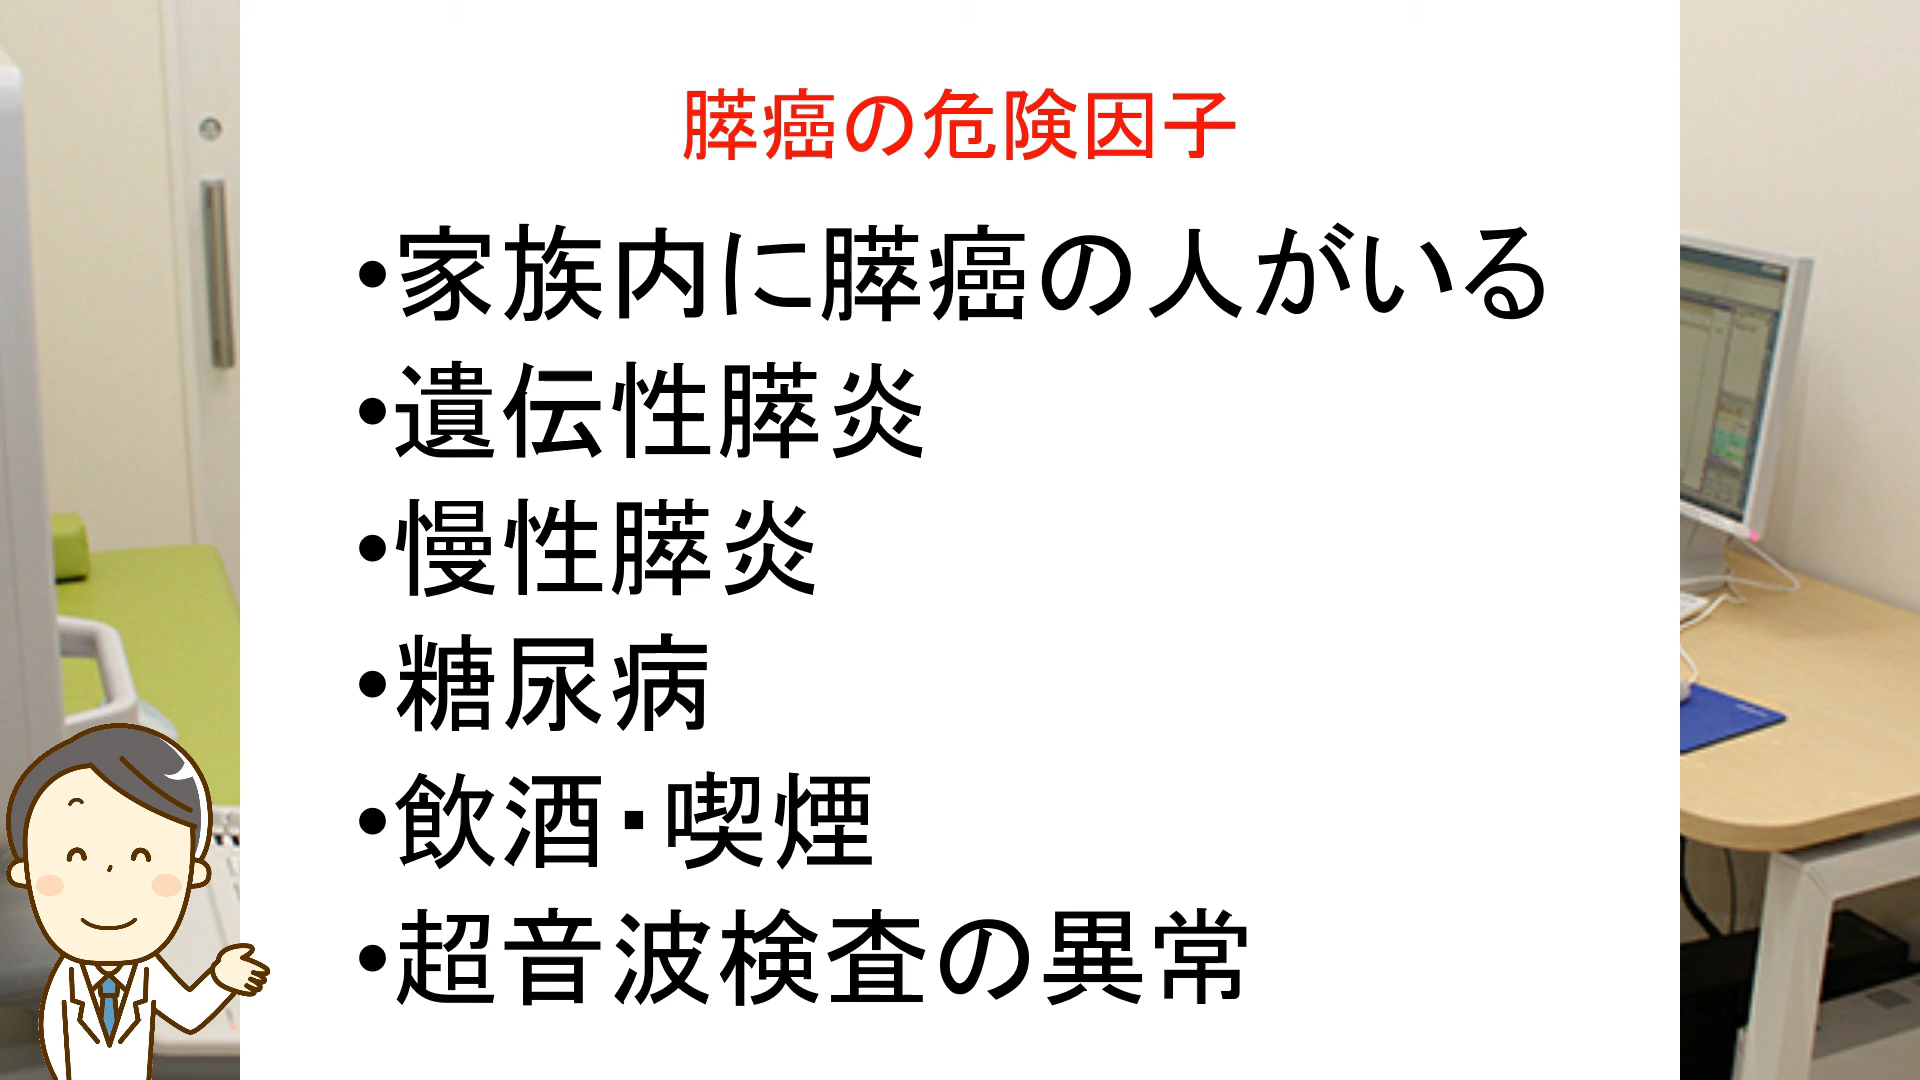 膵癌の危険因子
•家族内に膵癌の人がいる
•遺伝性膵炎
•慢性膵炎
•糖尿病
•飲酒・喫煙
•超音波検査の異常